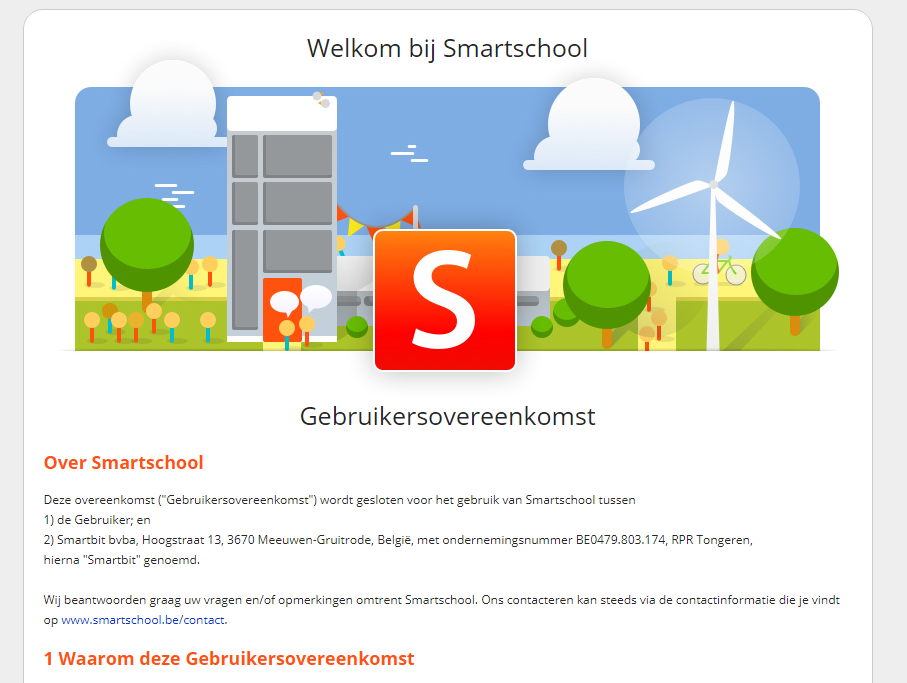 Welkom bij Smartschool
S
Gebruikersovereenkomst
Over Smartschool
Deze overeenkomst ("Gebruikersovereenkomst") wordt gesloten voor het gebruik van Smartschool tussen
1) de Gebruiker; en
2) Smartbit bvba, Hoogstraat 13, 3670 Meeuwen-Gruitrode, België, met ondernemingsnummer BE0479.803.174, RPR Tongeren,
hierna "Smartbit" genoemd.
Wij beantwoorden graag uw vragen en/of opmerkingen omtrent Smartschool. Ons contacteren kan steeds via de contactinformatie die je vindt
op www.smartschool.be/contact.
1 Waarom deze Gebruikersovereenkomst